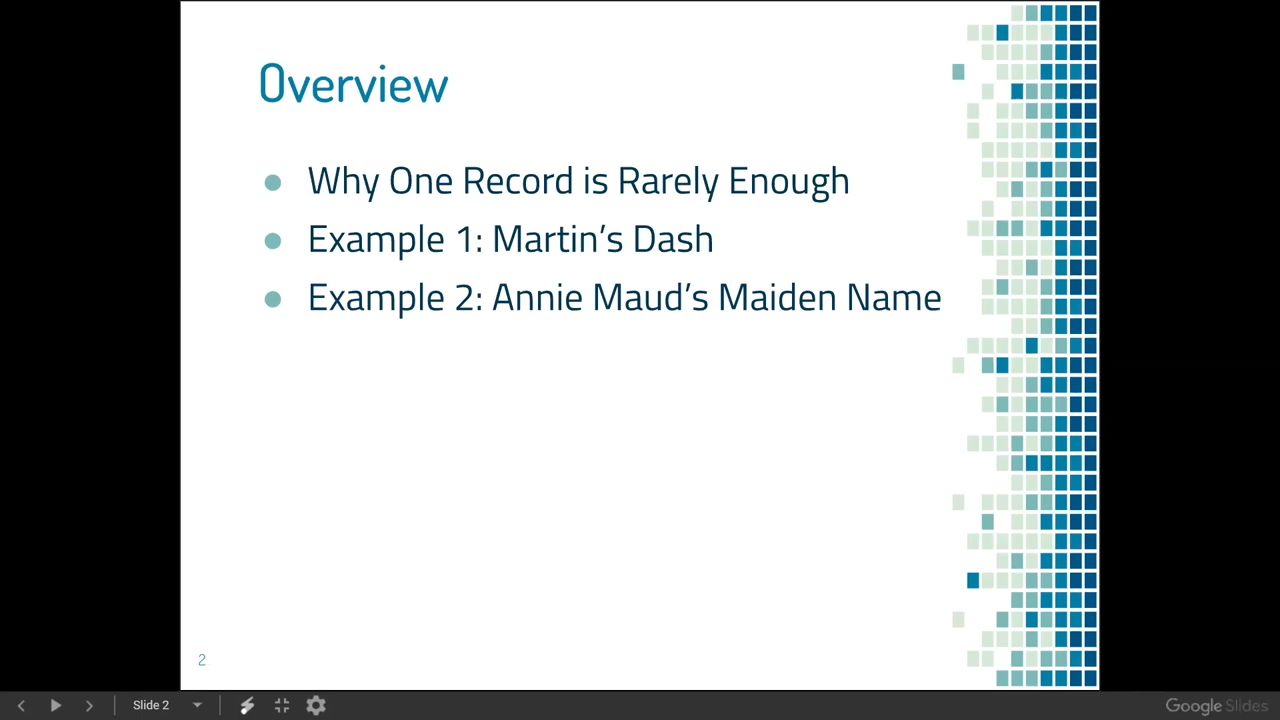 Overview
Why One Record is Rarely Enough
Example 1: Martin’s Dash
Example 2: Annie Maud’s Maiden Name
2
Slide 2
Google Slides